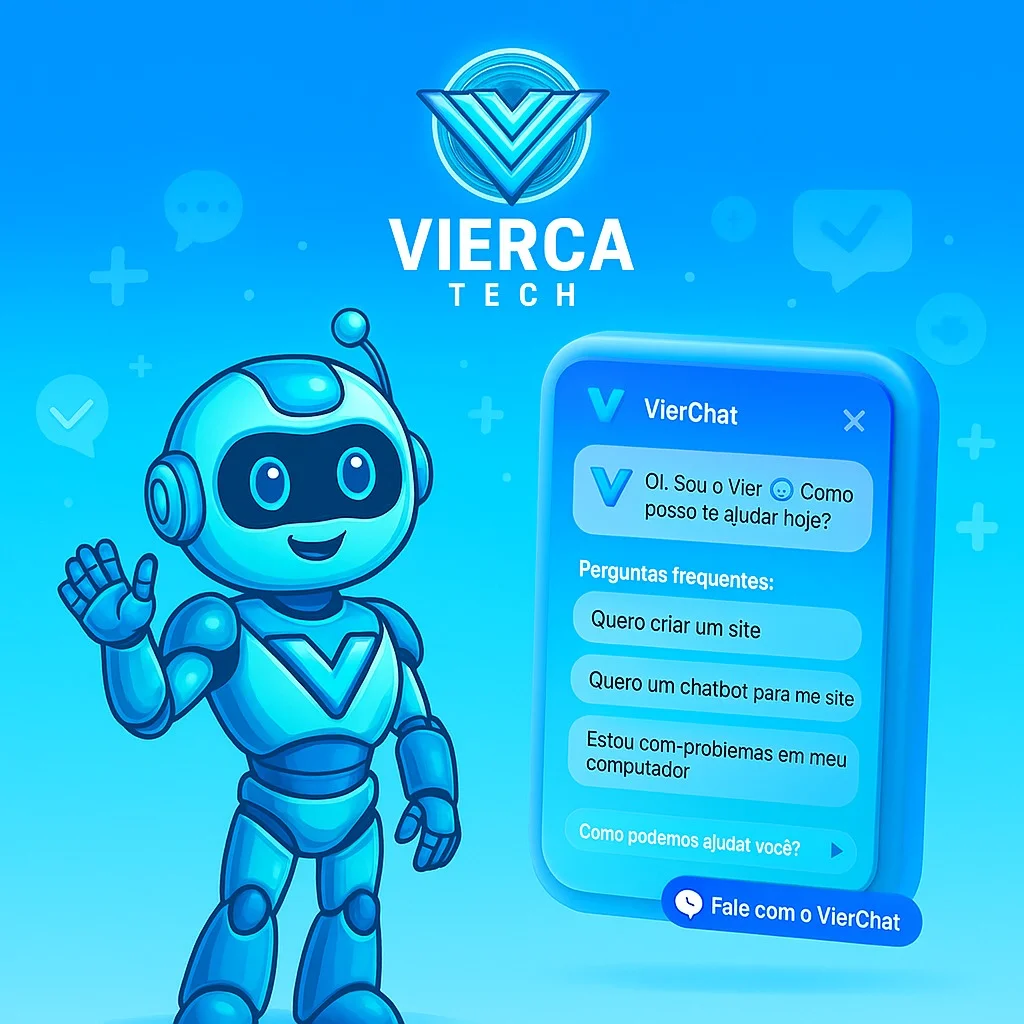 VIERCA
TECH
VierChat
OI. Sou o Vier Como
posso te ajudar hoje?
Perguntas frequentes:
Quero criar um site
Quero um chatbot para me site
Estou com-probiemas em meu
computador
Como podemos ajudat você?
Fale com o VierChat